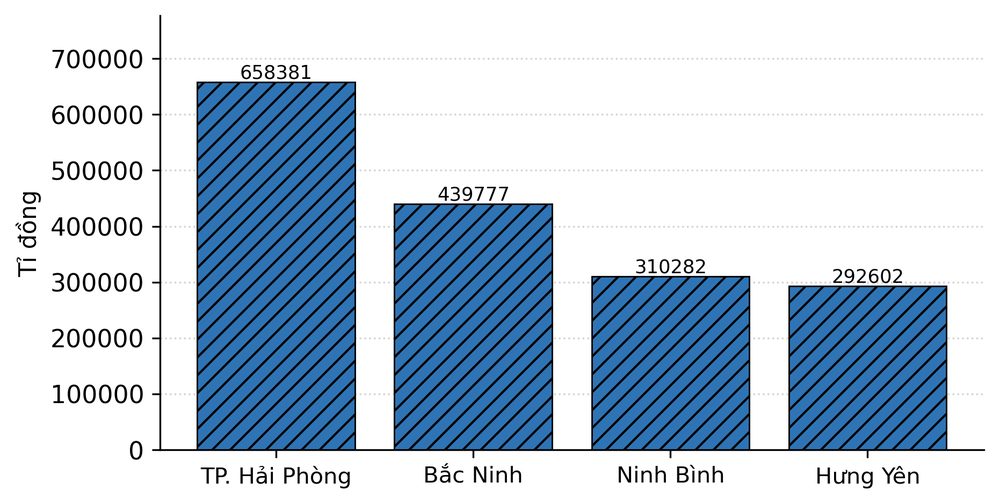 Tỉ đồng
700000
600000
500000
400000
300000
200000
100000
0
658381
439777
310282
292602
TP. Hải Phòng
Bắc Ninh
Ninh Bình
Hưng Yên